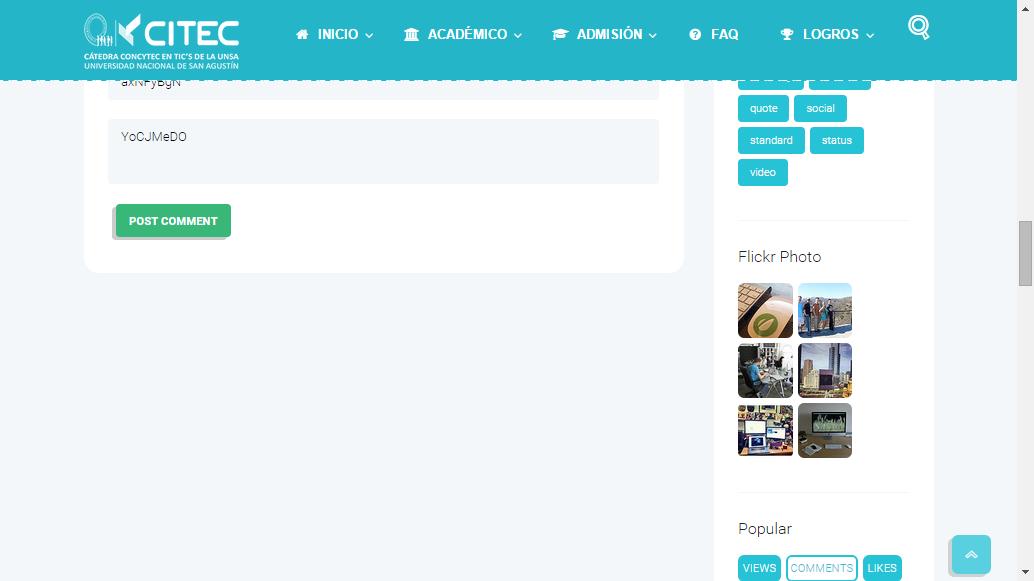 CITEC
CÁTEDRA CONCYTEC EN TIC'S DE LA UNSA
UNIVERSIDAD NACIONAL DE SAN AGUSTÍN
INICIO
ACADÉMICO
ADMISIÓN
FAQ
LOGROS
axNFyBgN
YoCJMeDO
POST COMMENT
quote
social
standard
status
video
Flickr Photo
Popular
VIEWS
COMMENTS
LIKES